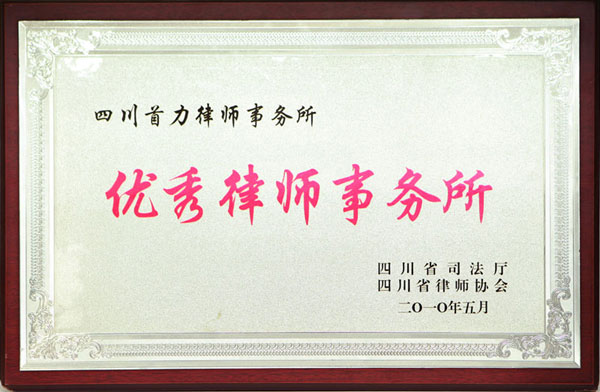 四川首力律师事务所
优秀律师事务所
四川省司法厅
四川省律师协会
二〇一〇年五月